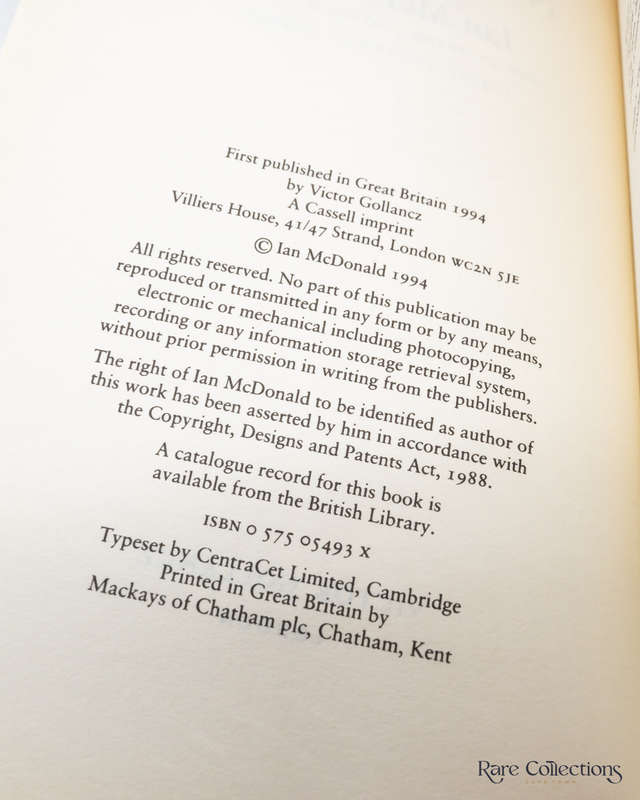 First published in Great Britain 1994
by Victor Gollancz
A Cassell imprint
Villiers House, 41/47 Strand, London WC2N 5JE
© Ian McDonald 1994
All rights reserved. No part of this publication may be
reproduced or transmitted in any form or by any means,
electronic or mechanical including photocopying,
recording or any information storage retrieval system,
without prior permission in writing from the publishers.
The right of Ian McDonald to be identified as author of
this work has been asserted by him in accordance with
the Copyright, Designs and Patents Act, 1988.
A catalogue record for this book is
available from the British Library.
ISBN 0 575 05493 X
Typeset by CentraCet Limited, Cambridge
Printed in Great Britain by
Mackays of Chatham plc, Chatham, Kent
Rare Collections